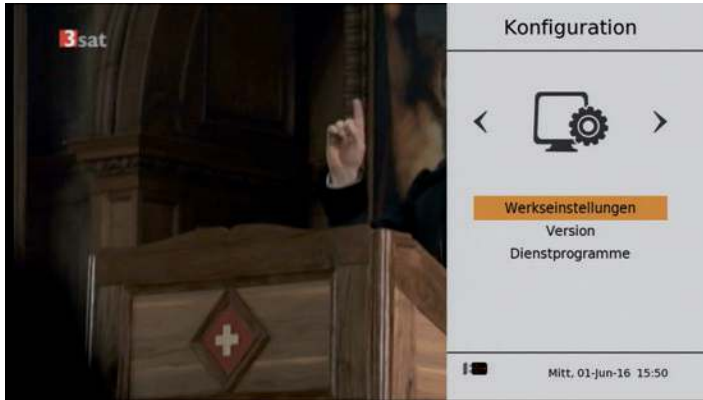 3sat
Konfiguration
Werkseinstellungen
Version
Dienstprogramme
Mitt, 01-Jun-16 15:50